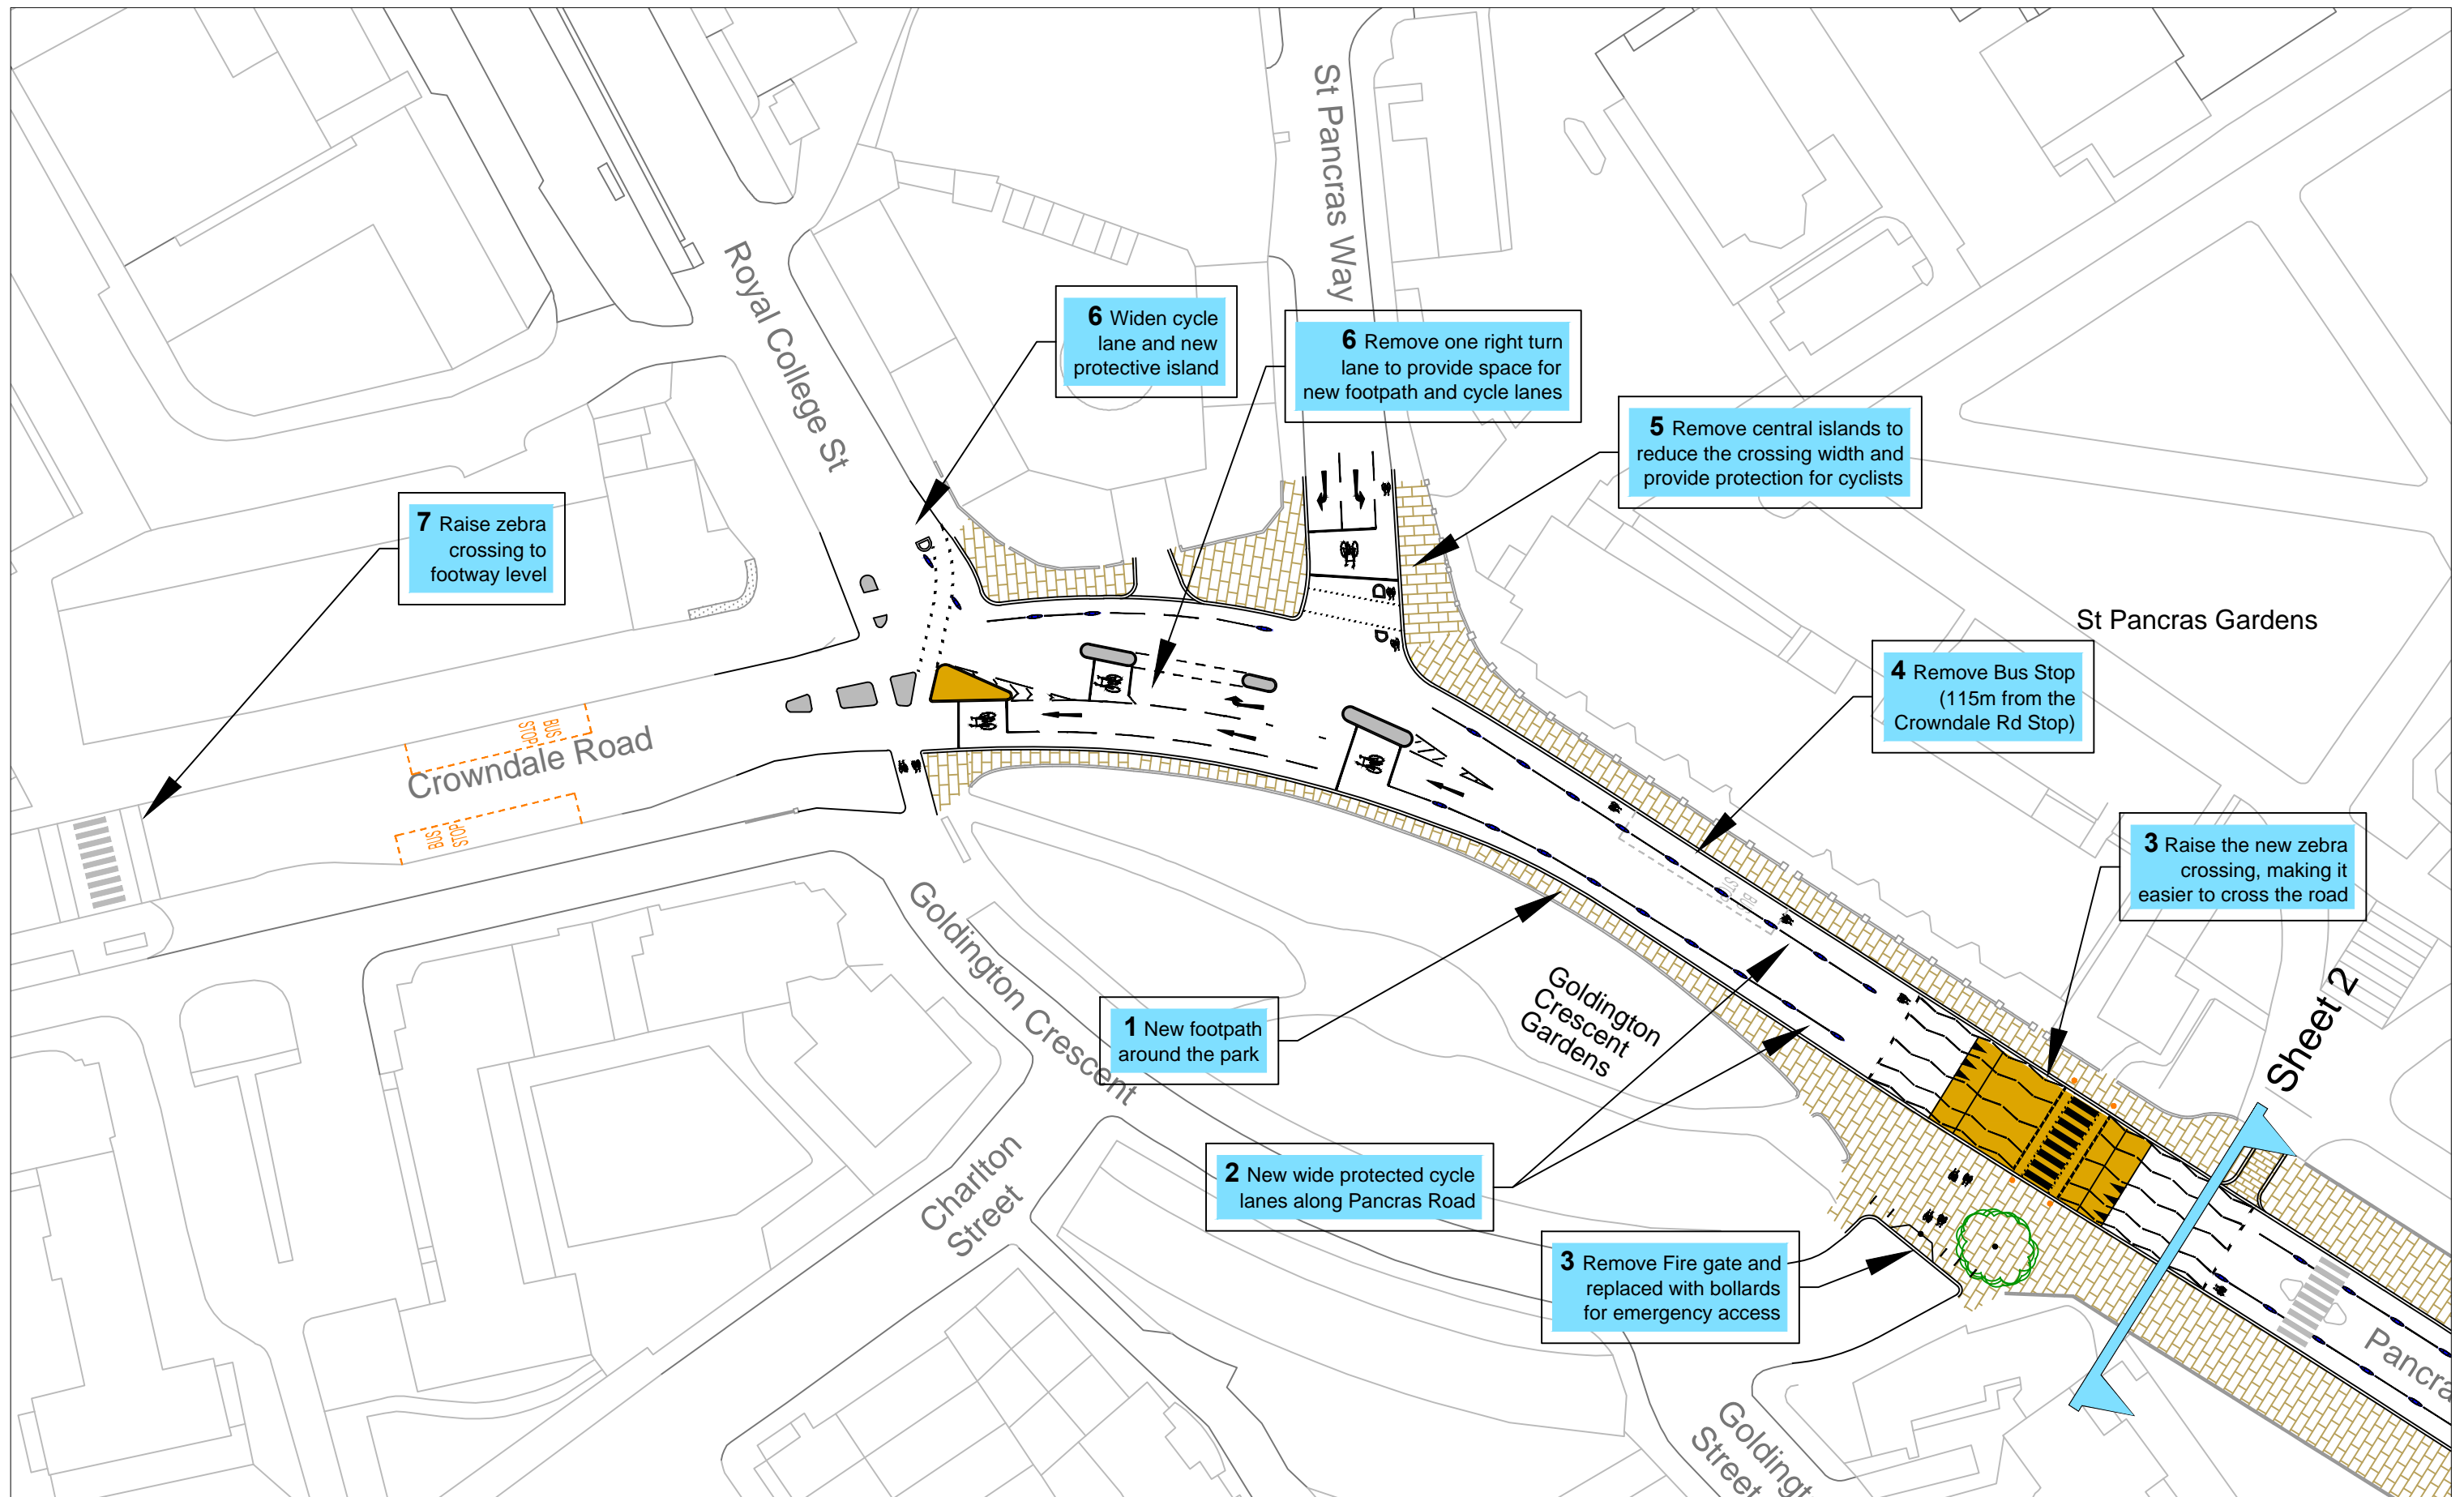 St Pancras Way
Royal College St
6 Widen cycle
lane and new
protective island
6 Remove one right turn
lane to provide space for
new footpath and cycle lanes
5 Remove central islands to
reduce the crossing width and
provide protection for cyclists
7 Raise zebra
crossing to
footway level
St Pancras Gardens
4 Remove Bus Stop
(115m from the
Crowndale Rd Stop)
BUS
STOP
Crowndale Road
BUS
STOP
3 Raise the new zebra
crossing, making it
easier to cross the road
Goldington Crescent
Goldington
Crescent
Gardens
Sheet 2
1 New footpath
around the park
Charlton
Street
2 New wide protected cycle
lanes along Pancras Road
3 Remove Fire gate and
replaced with bollards
for emergency access
Pancra
Goldingt
Street